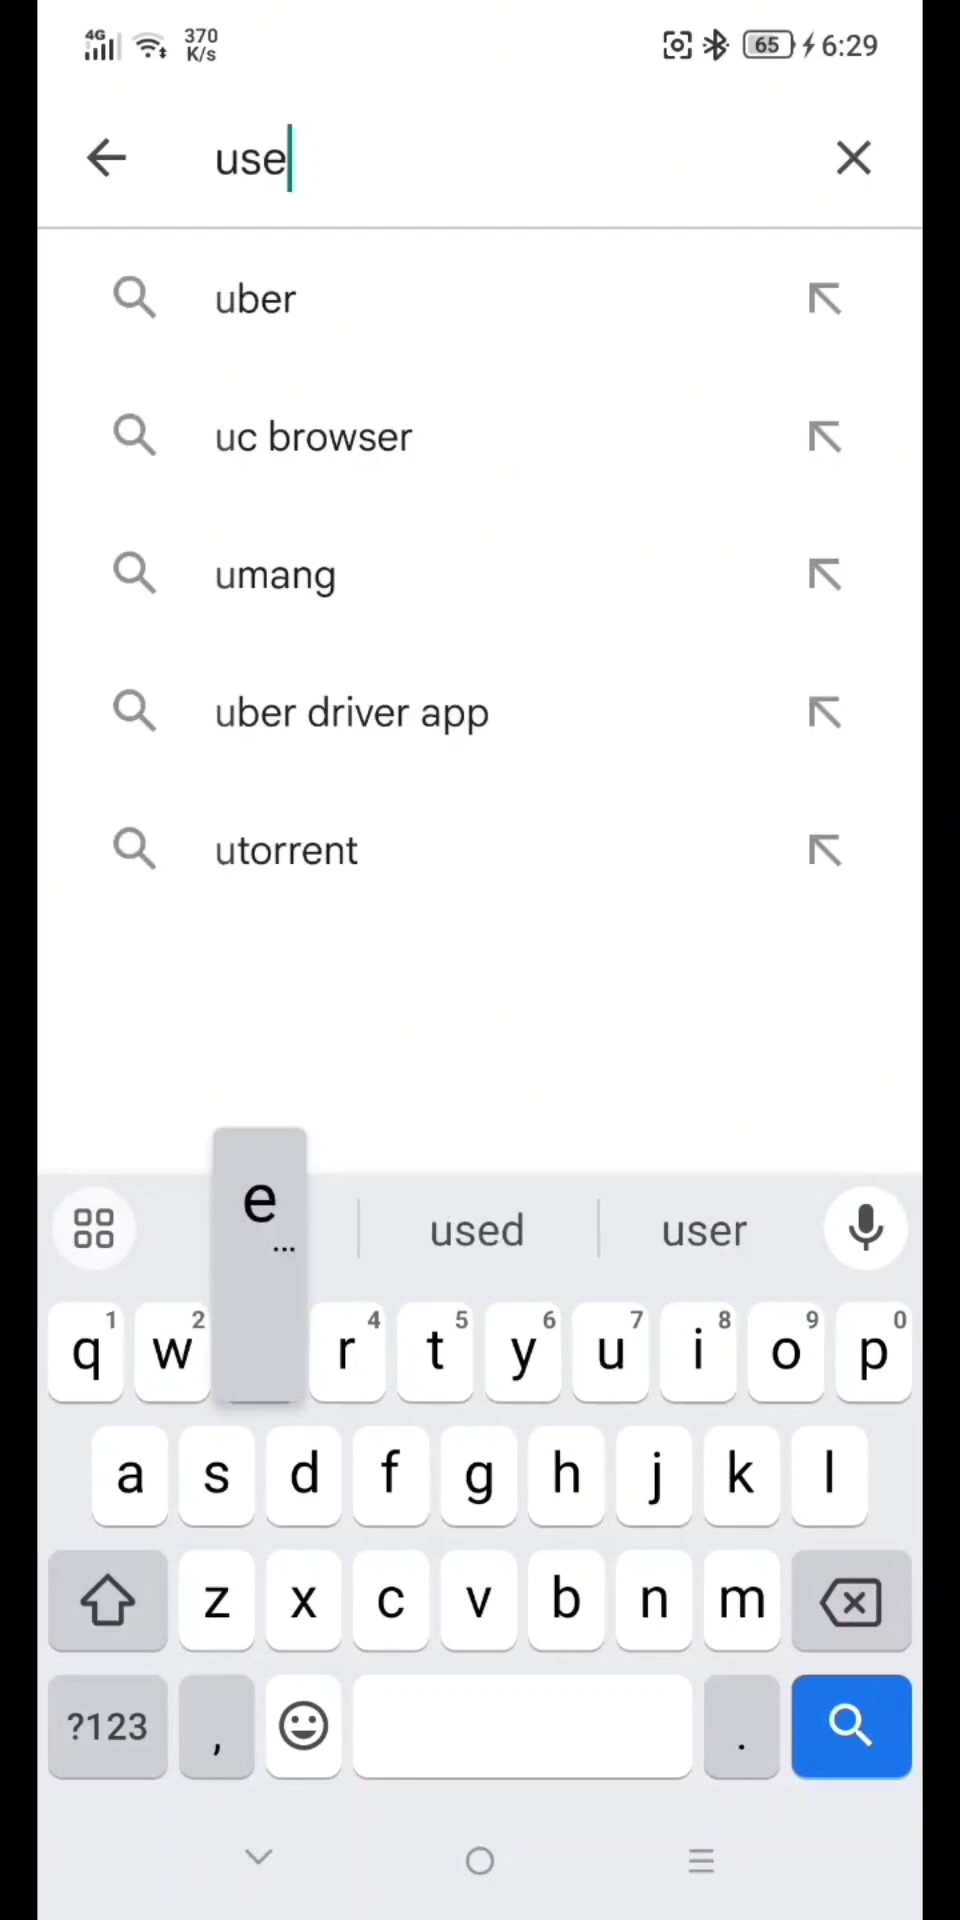 4G 370 K/s 65 6:29
use
uber
uc browser
umang
uber driver app
utorrent
e ... used user
q1 w2 r4 t5 y6 u7 i8 o9 p0
a s d f g h j k l
z x c v b n m
?123 , .